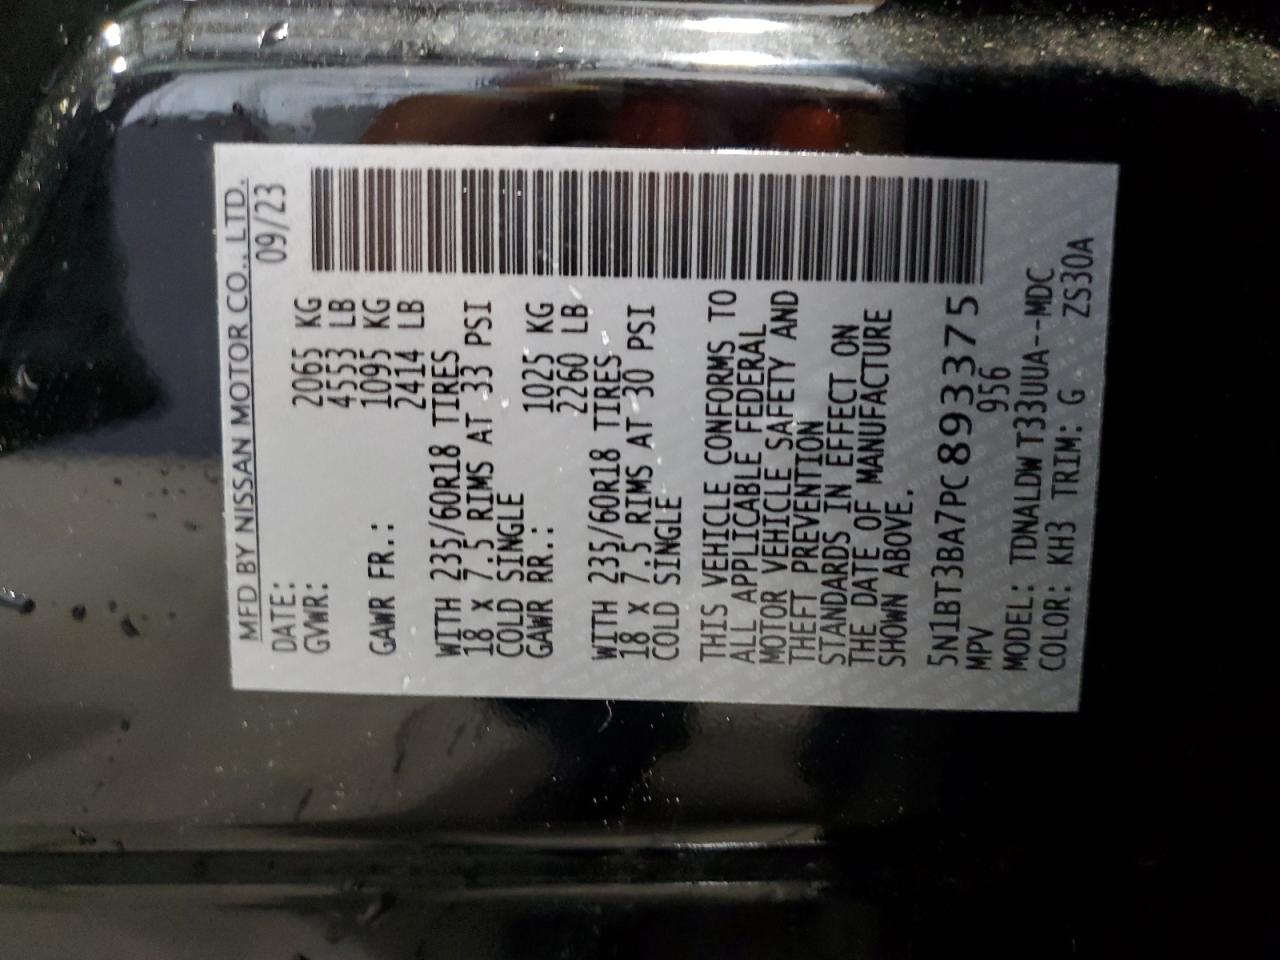 MFD BY NISSAN MOTOR CO., LTD.
DATE: 09/23
GVWR: 2065 KG
4553 LB
GAWR FR.: 1095 KG
2414 LB
WITH 235/60R18 TIRES
18 X 7.5 RIMS AT 33 PSI
COLD SINGLE
GAWR RR.: 1025 KG
2260 LB
WITH 235/60R18 TIRES
18 X 7.5 RIMS AT 30 PSI
COLD SINGLE
THIS VEHICLE CONFORMS TO
ALL APPLICABLE FEDERAL
MOTOR VEHICLE SAFETY AND
THEFT PREVENTION
STANDARDS IN EFFECT ON
THE DATE OF MANUFACTURE
SHOWN ABOVE.
5N1BT3BA7PC893375
MPV 956
MODEL: TDNALDW T33UUA--MDC
COLOR: KH3 TRIM: G ZS30A